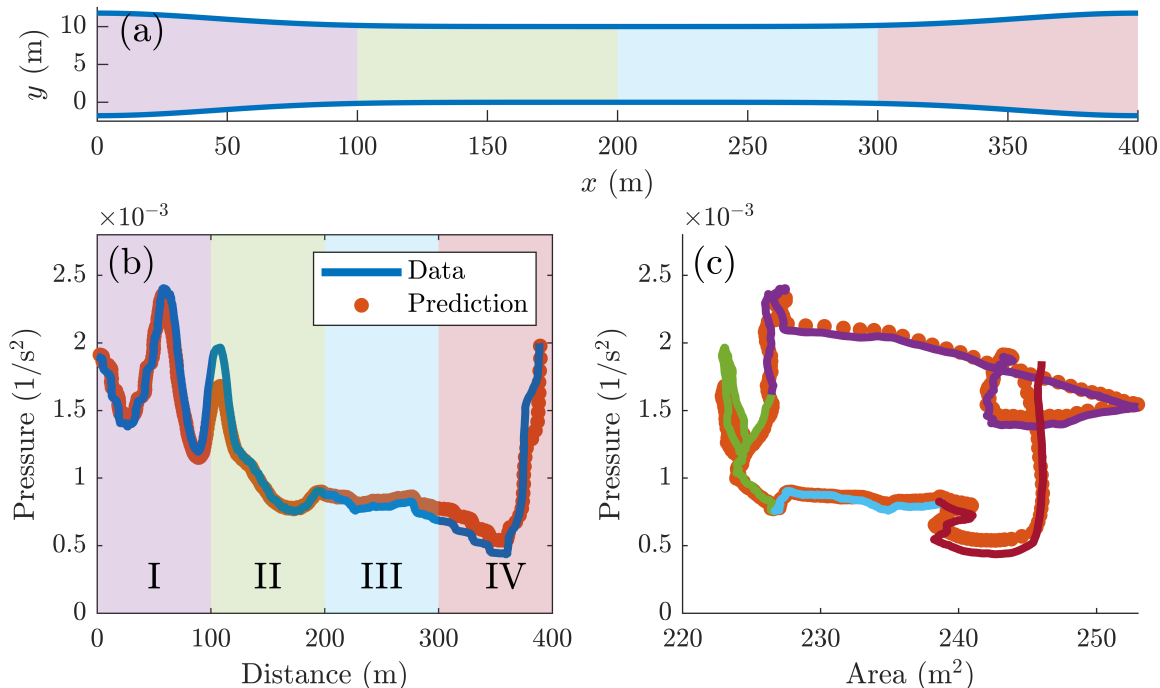 (a)
10
5
0
y (m)
0 50 100 150 200 250 300 350 400
x (m)
×10⁻³
(b)
Data
Prediction
2.5
2
1.5
1
0.5
0
Pressure (1/s²)
I II III IV
0 100 200 300 400
Distance (m)
×10⁻³
(c)
2.5
2
1.5
1
0.5
0
Pressure (1/s²)
220 230 240 250
Area (m²)